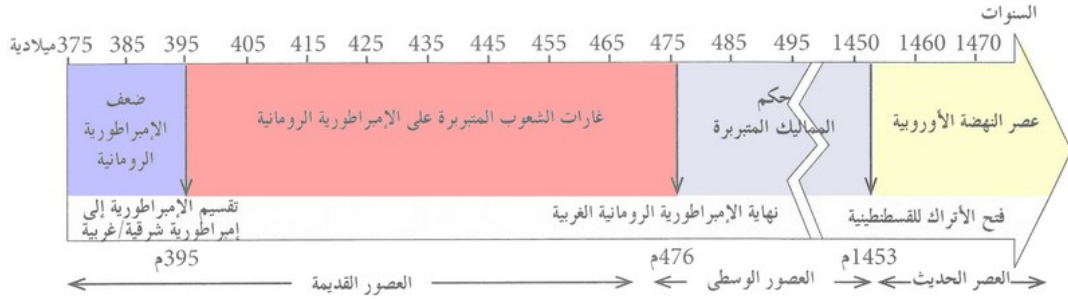 السنوات
ميلادية 375 385 395 405 415 425 435 445 455 465 475 485 495 1450 1460 1470
ضعف
الإمبراطورية
الرومانية
غارات الشعوب المتبربرة على الإمبراطورية الرومانية
حكم
المماليك المتبربرة
عصر النهضة الأوروبية
تقسيم الإمبراطورية إلى
إمبراطورية شرقية/غربية
نهاية الإمبراطورية الرومانية الغربية
فتح الأتراك للقسطنطينية
395م
476م
1453م
العصور القديمة
العصور الوسطى
العصر الحديث